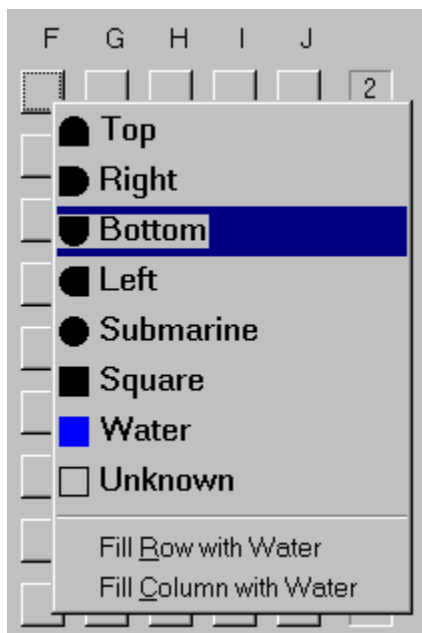 F G H I J
2
Top
Right
Bottom
Left
Submarine
Square
Water
Unknown
Fill Row with Water
Fill Column with Water